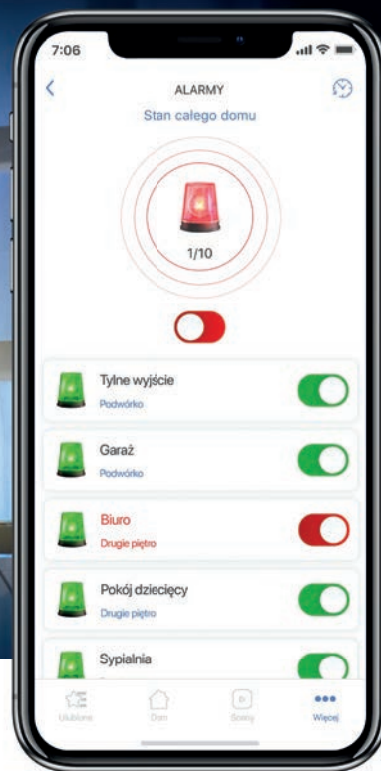 7:06
ALARMY
Stan całego domu
1/10
Tylne wyjście
Podwórko
Garaż
Podwórko
Biuro
Drugie piętro
Pokój dziecięcy
Drugie piętro
Sypialnia
Ulubione
Dom
Sceny
Więcej